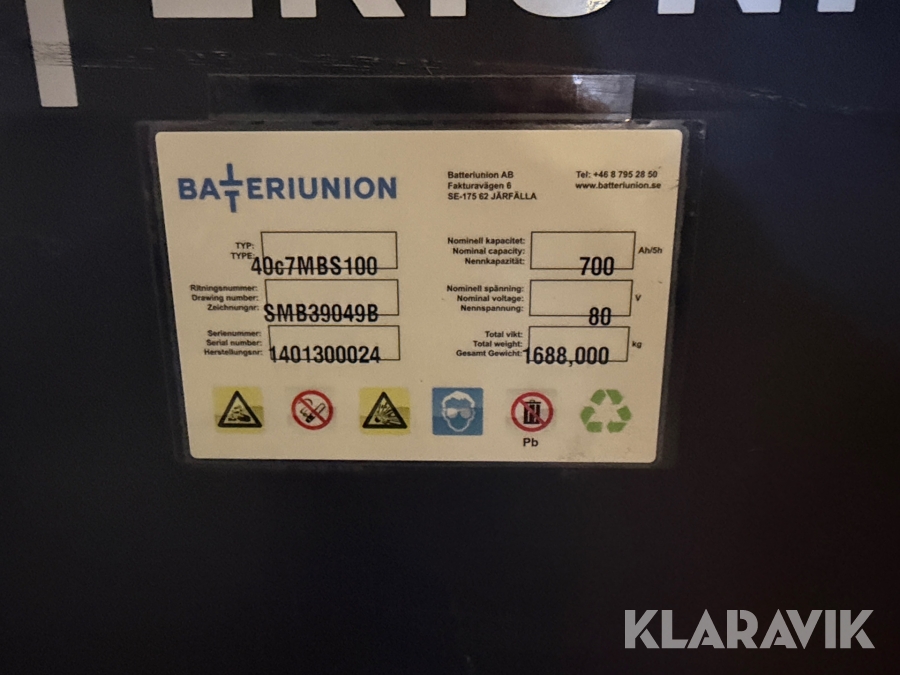 BATTERIUNION
Batteriunion AB
Fakturavägen 6
SE-175 62 JÄRFÄLLA
Tel: +46 8 795 28 50
www.batteriunion.se
TYP:
TYPE:
40c7MBS100
Ritningsnummer:
Drawing number:
Zeichnungnr:
SMB39049B
Serienummer:
Serial number:
Herstellungsnr:
1401300024
Nominell kapacitet:
Nominal capacity:
Nennkapazität:
700
Ah/5h
Nominell spänning:
Nominal voltage:
Nennspannung:
80
V
Total vikt:
Total weight:
Gesamt Gewicht:
1688,000
kg
Pb
KLARAVIK